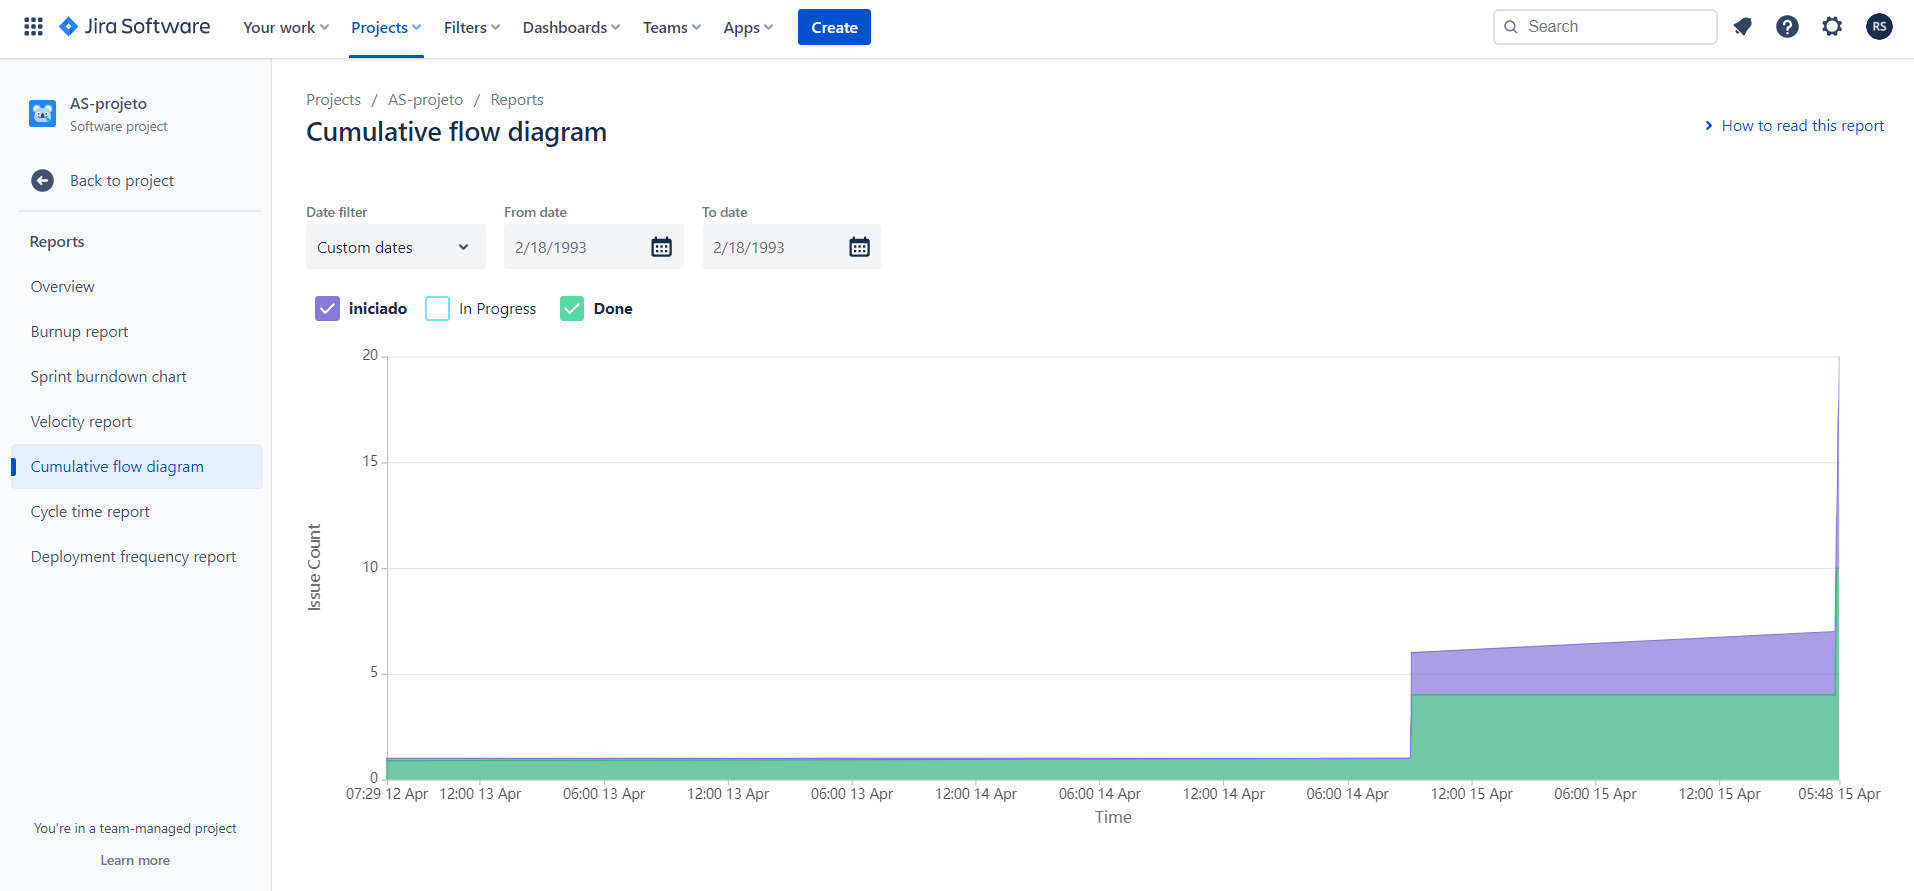 Jira Software
Your work
Projects
Filters
Dashboards
Teams
Apps
Create
Search
RS
AS-projeto
Software project
Back to project
Reports
Overview
Burnup report
Sprint burndown chart
Velocity report
Cumulative flow diagram
Cycle time report
Deployment frequency report
You're in a team-managed project
Learn more
Projects / AS-projeto / Reports
Cumulative flow diagram
How to read this report
Date filter
From date
To date
Custom dates
2/18/1993
2/18/1993
iniciado
In Progress
Done
20
15
10
5
0
Issue Count
07:29 12 Apr
12:00 13 Apr
06:00 13 Apr
12:00 13 Apr
06:00 13 Apr
12:00 14 Apr
06:00 14 Apr
12:00 14 Apr
06:00 14 Apr
12:00 15 Apr
06:00 15 Apr
12:00 15 Apr
05:48 15 Apr
Time